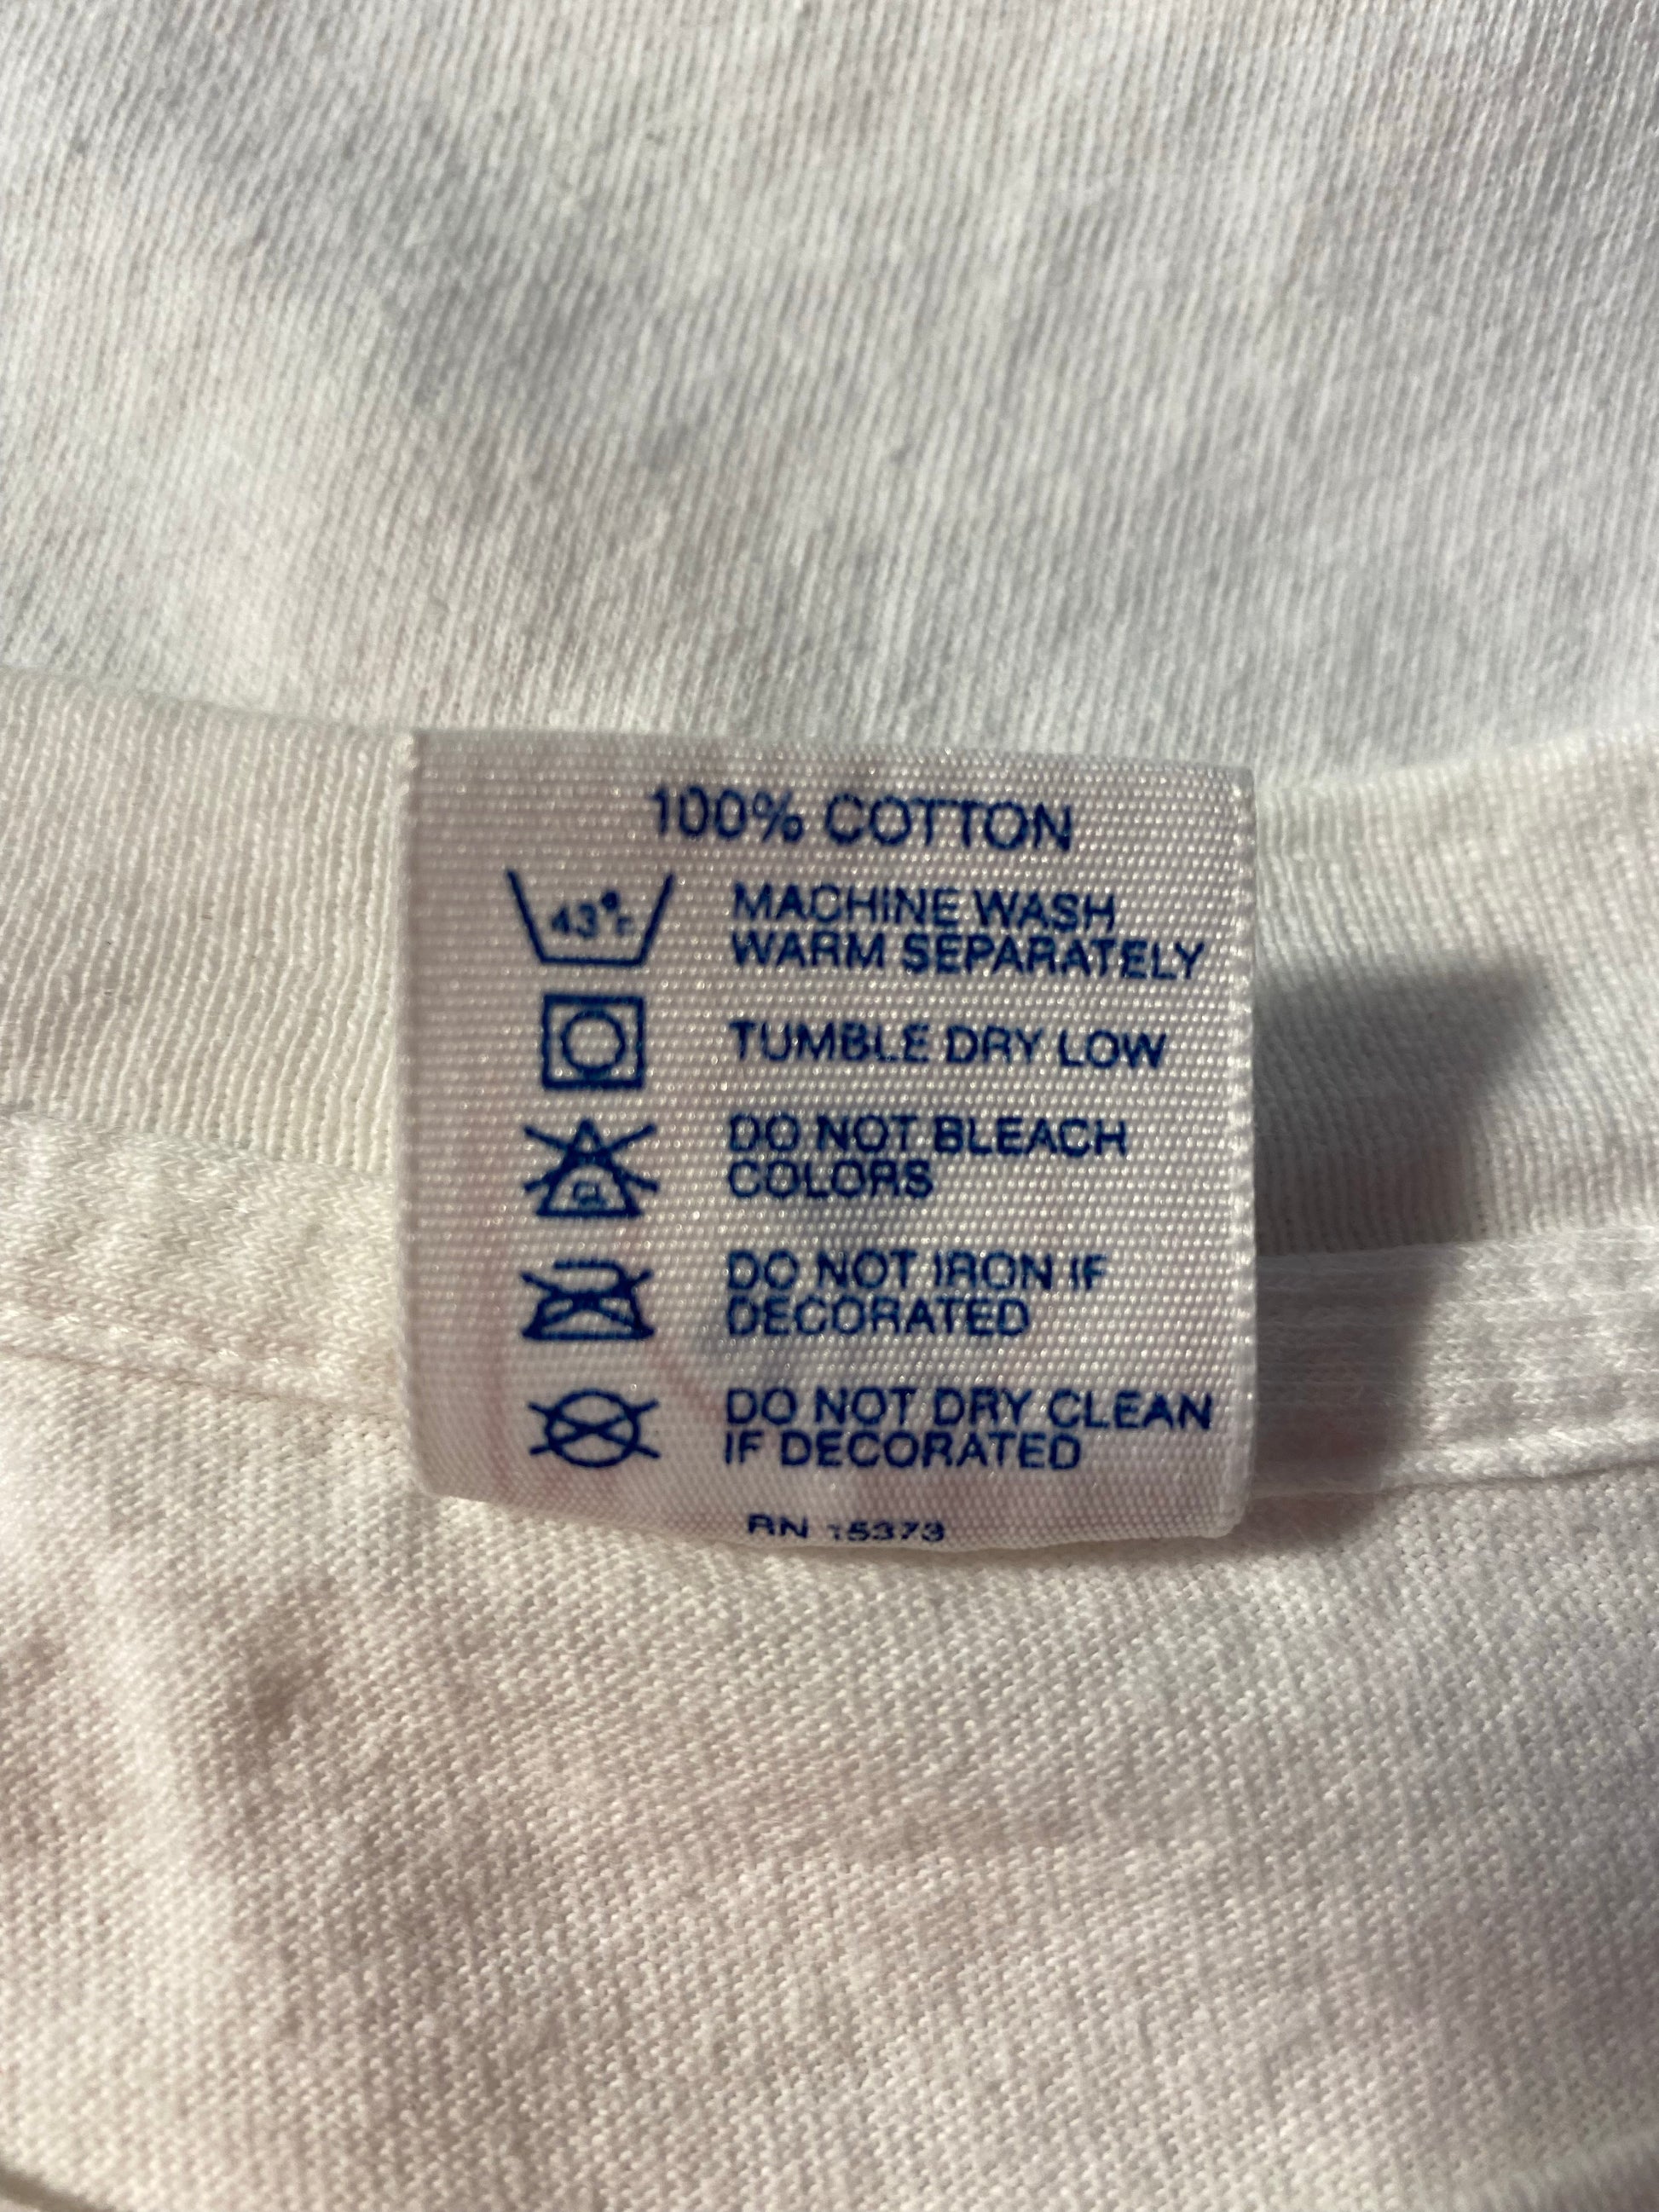 100% COTTON
43°C
MACHINE WASH
WARM SEPARATELY
TUMBLE DRY LOW
CL
DO NOT BLEACH
COLORS
DO NOT IRON IF
DECORATED
DO NOT DRY CLEAN
IF DECORATED
RN 15373